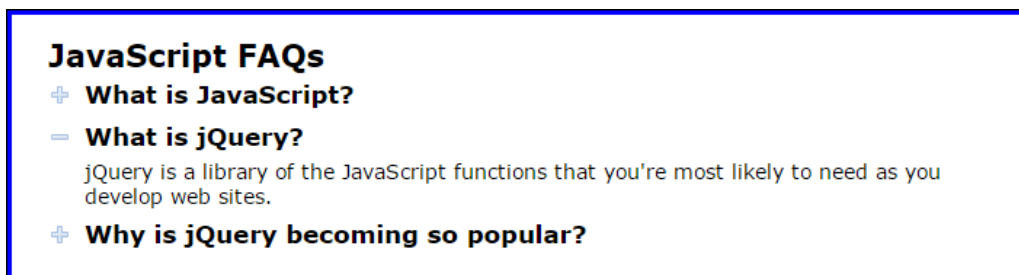 JavaScript FAQs
What is JavaScript?
What is jQuery?
jQuery is a library of the JavaScript functions that you're most likely to need as you
develop web sites.
Why is jQuery becoming so popular?